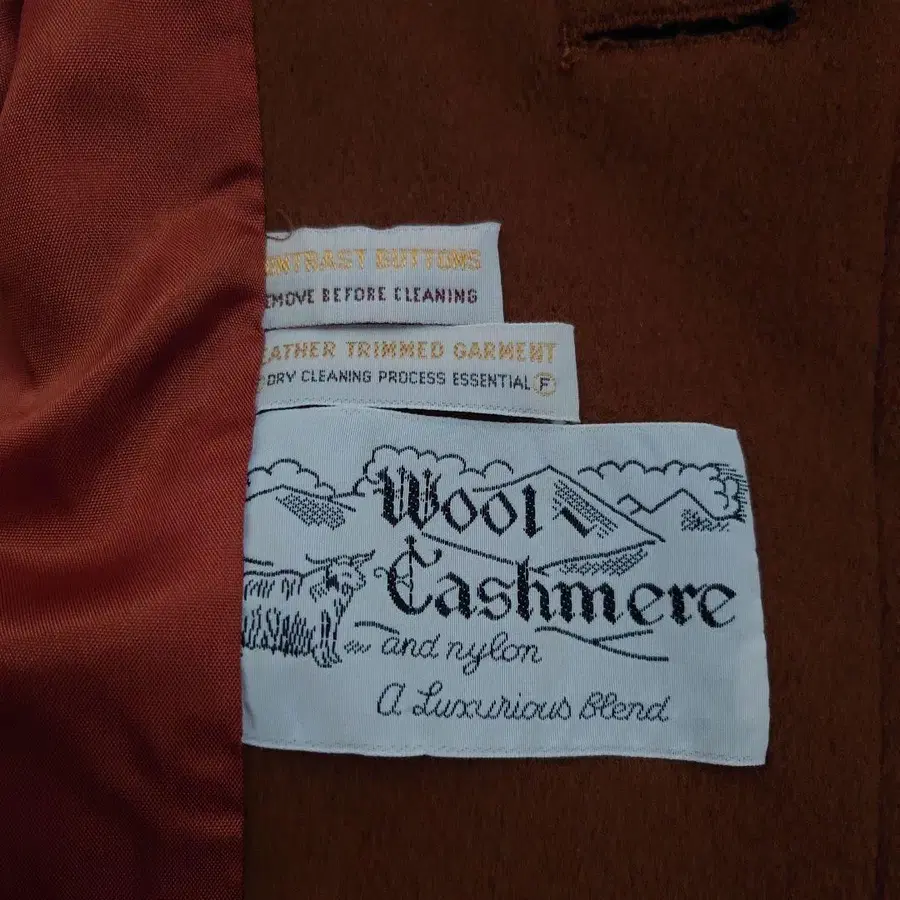 ONTRAST BUTTONS
EMOVE BEFORE CLEANING
EATHER TRIMMED GARMENT
DRY CLEANING PROCESS ESSENTIAL F
Wool
Cashmere
and nylon
A Luxurious Blend